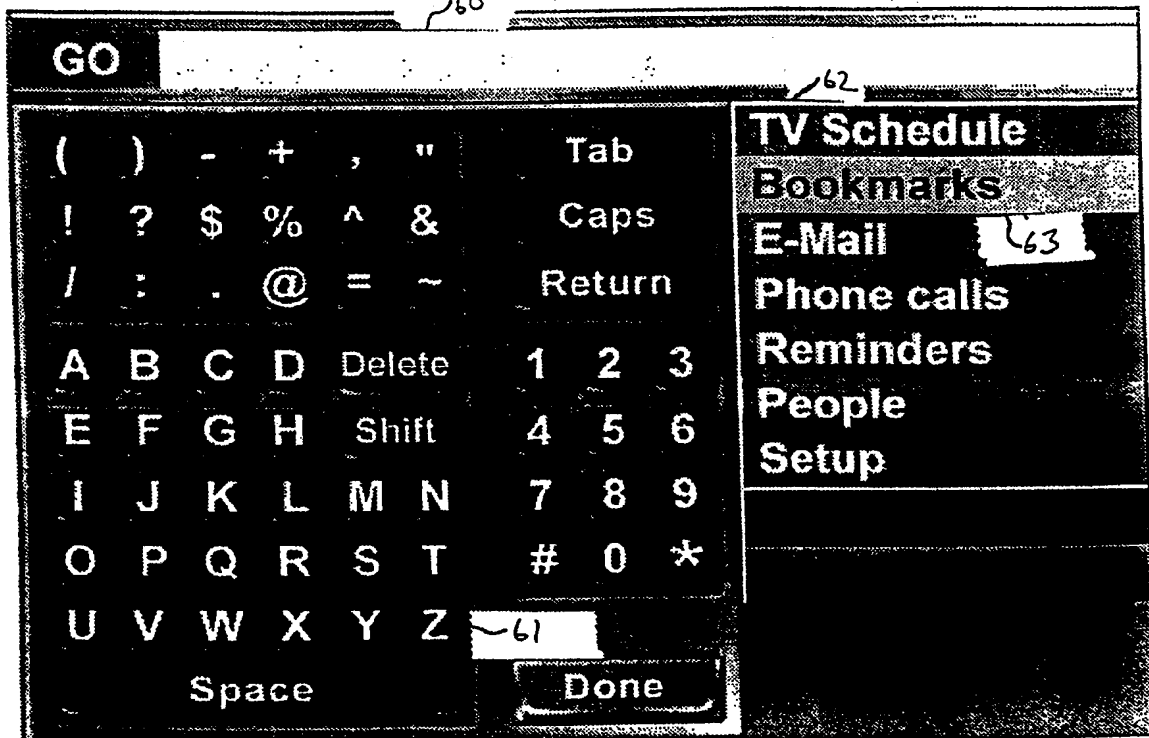 60
GO
62
( ) - + , " Tab
! ? $ % ^ & Caps
/ : . @ = ~ Return
A B C D Delete 1 2 3
E F G H Shift 4 5 6
I J K L M N 7 8 9
O P Q R S T # 0 *
U V W X Y Z 61
Space Done
TV Schedule
Bookmarks
E-Mail 63
Phone calls
Reminders
People
Setup